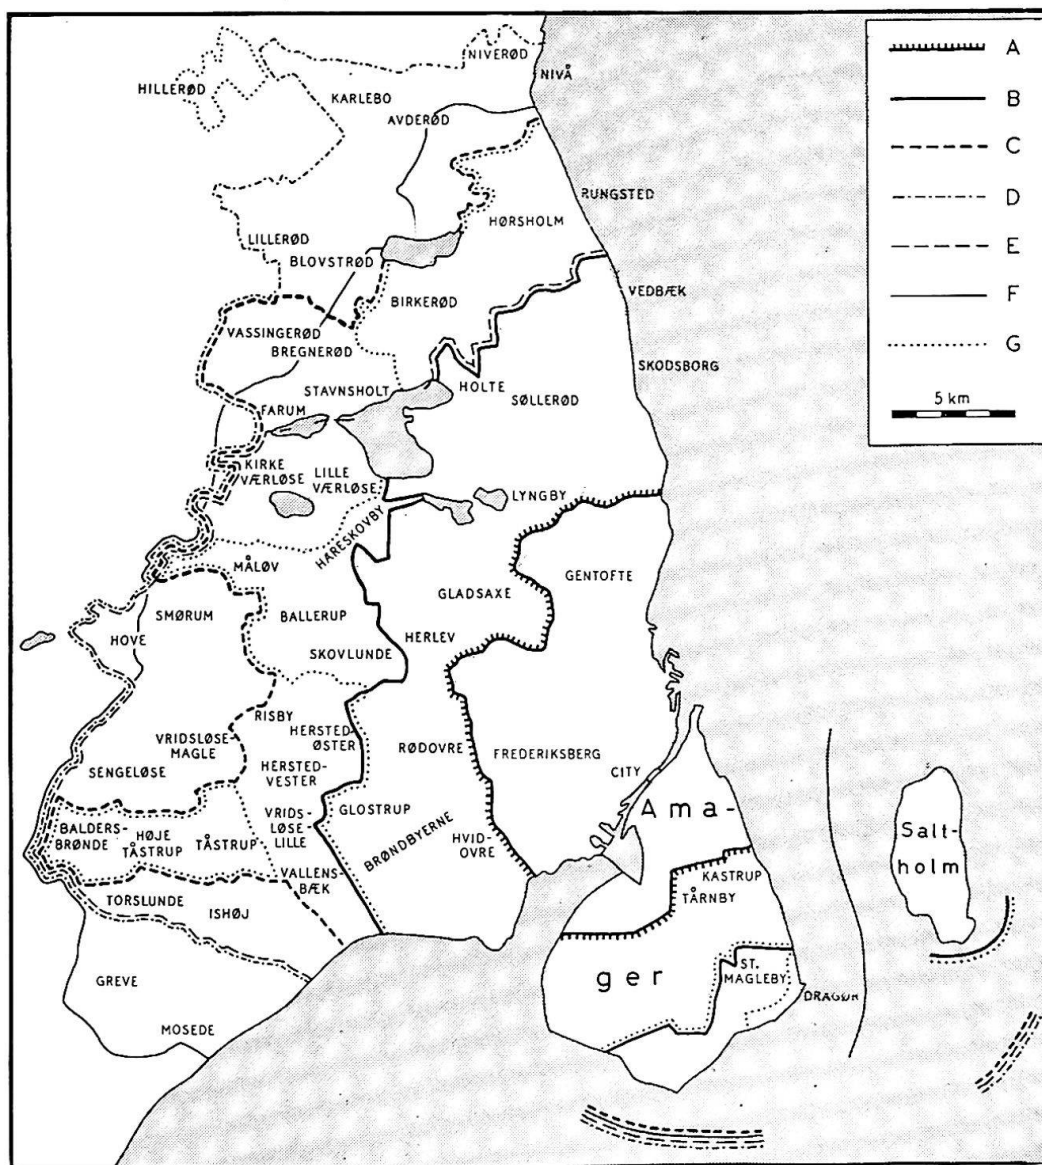 NIVERØD
NIVÅ
HILLERØD
KARLEBO
AVDERØD
RUNGSTED
HØRSHOLM
LILLERØD
BLOVSTRØD
VEDBÆK
BIRKERØD
VASSINGERØD
BREGNERØD
SKODSBORG
STAVNSHOLT
HOLTE
SØLLERØD
FARUM
KIRKE
VÆRLØSE
LILLE
VÆRLØSE
LYNGBY
HARESKOVBY
MÅLØV
GENTOFTE
SMØRUM
GLADSAXE
BALLERUP
HOVE
HERLEV
SKOVLUNDE
RISBY
HERSTED-
ØSTER
VRIDSLØSE-
MAGLE
RØDOVRE
FREDERIKSBERG
SENGELØSE
HERSTED-
VESTER
CITY
Ama-
GLOSTRUP
VRIDS-
LØSE-
LILLE
BALDERS-
BRØNDE
HØJE
TÅSTRUP
TÅSTRUP
BRØNDBYERNE
HVID-
OVRE
Salt-
holm
VALLENS-
BÆK
KASTRUP
TÅRNBY
TORSLUNDE
ISHØJ
GREVE
ger
ST.
MAGLEBY
DRAGØR
MOSEDE
A
B
C
D
E
F
G
5 km